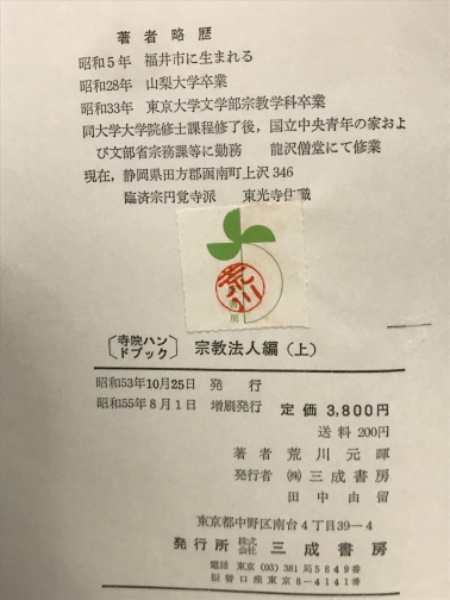 著者略歴
昭和5年 福井市に生まれる
昭和28年 山梨大学卒業
昭和33年 東京大学文学部宗教学科卒業
同大学大学院修士課程修了後，国立中央青年の家およ
び文部省宗務課等に勤務 龍沢僧堂にて修業
現在，静岡県田方郡函南町上沢346
臨済宗円覚寺派 東光寺住職
荒川
書房
〔寺院ハンドブック〕 宗教法人編（上）
昭和53年10月25日 発行
昭和55年8月1日 増刷発行 定価 3,800円
送料 200円
著者 荒川元暉
発行者 ㈱三成書房
田中由留
東京都中野区南台4丁目39―4
発行所 株式会社 三成書房
電話 東京 (03) 381局 5849番
振替口座東京8-4141番